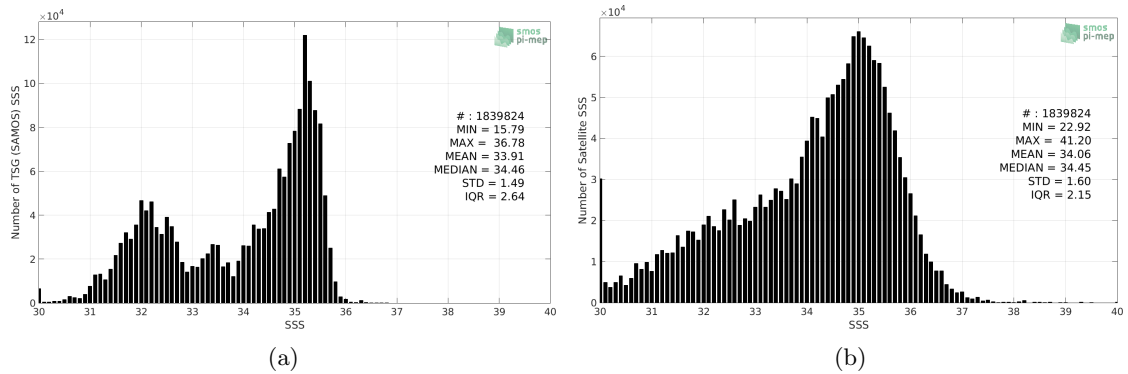 ×10⁴
smos
pi-mep
12
10
8
6
4
2
0
Number of TSG (SAMOS) SSS
# : 1839824
MIN = 15.79
MAX = 36.78
MEAN = 33.91
MEDIAN = 34.46
STD = 1.49
IQR = 2.64
30 31 32 33 34 35 36 37 38 39 40
SSS
(a)
×10⁴
smos
pi-mep
6
5
4
3
2
1
0
Number of Satellite SSS
# : 1839824
MIN = 22.92
MAX = 41.20
MEAN = 34.06
MEDIAN = 34.45
STD = 1.60
IQR = 2.15
30 31 32 33 34 35 36 37 38 39 40
SSS
(b)